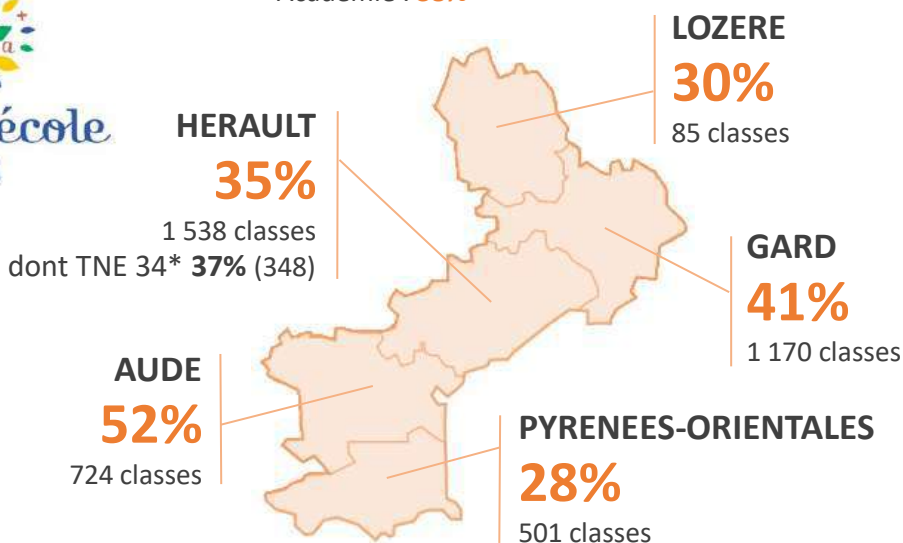 Académie :
a
école
LOZERE
30%
85 classes
HERAULT
35%
1 538 classes
dont TNE 34* 37% (348)
GARD
41%
1 170 classes
AUDE
52%
724 classes
PYRENEES-ORIENTALES
28%
501 classes